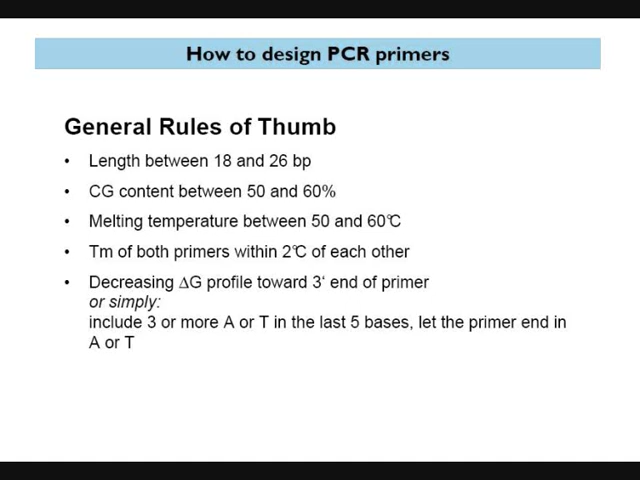 How to design PCR primers
General Rules of Thumb
• Length between 18 and 26 bp
• CG content between 50 and 60%
• Melting temperature between 50 and 60°C
• Tm of both primers within 2°C of each other
• Decreasing ∆G profile toward 3‘ end of primer
or simply:
include 3 or more A or T in the last 5 bases, let the primer end in
A or T